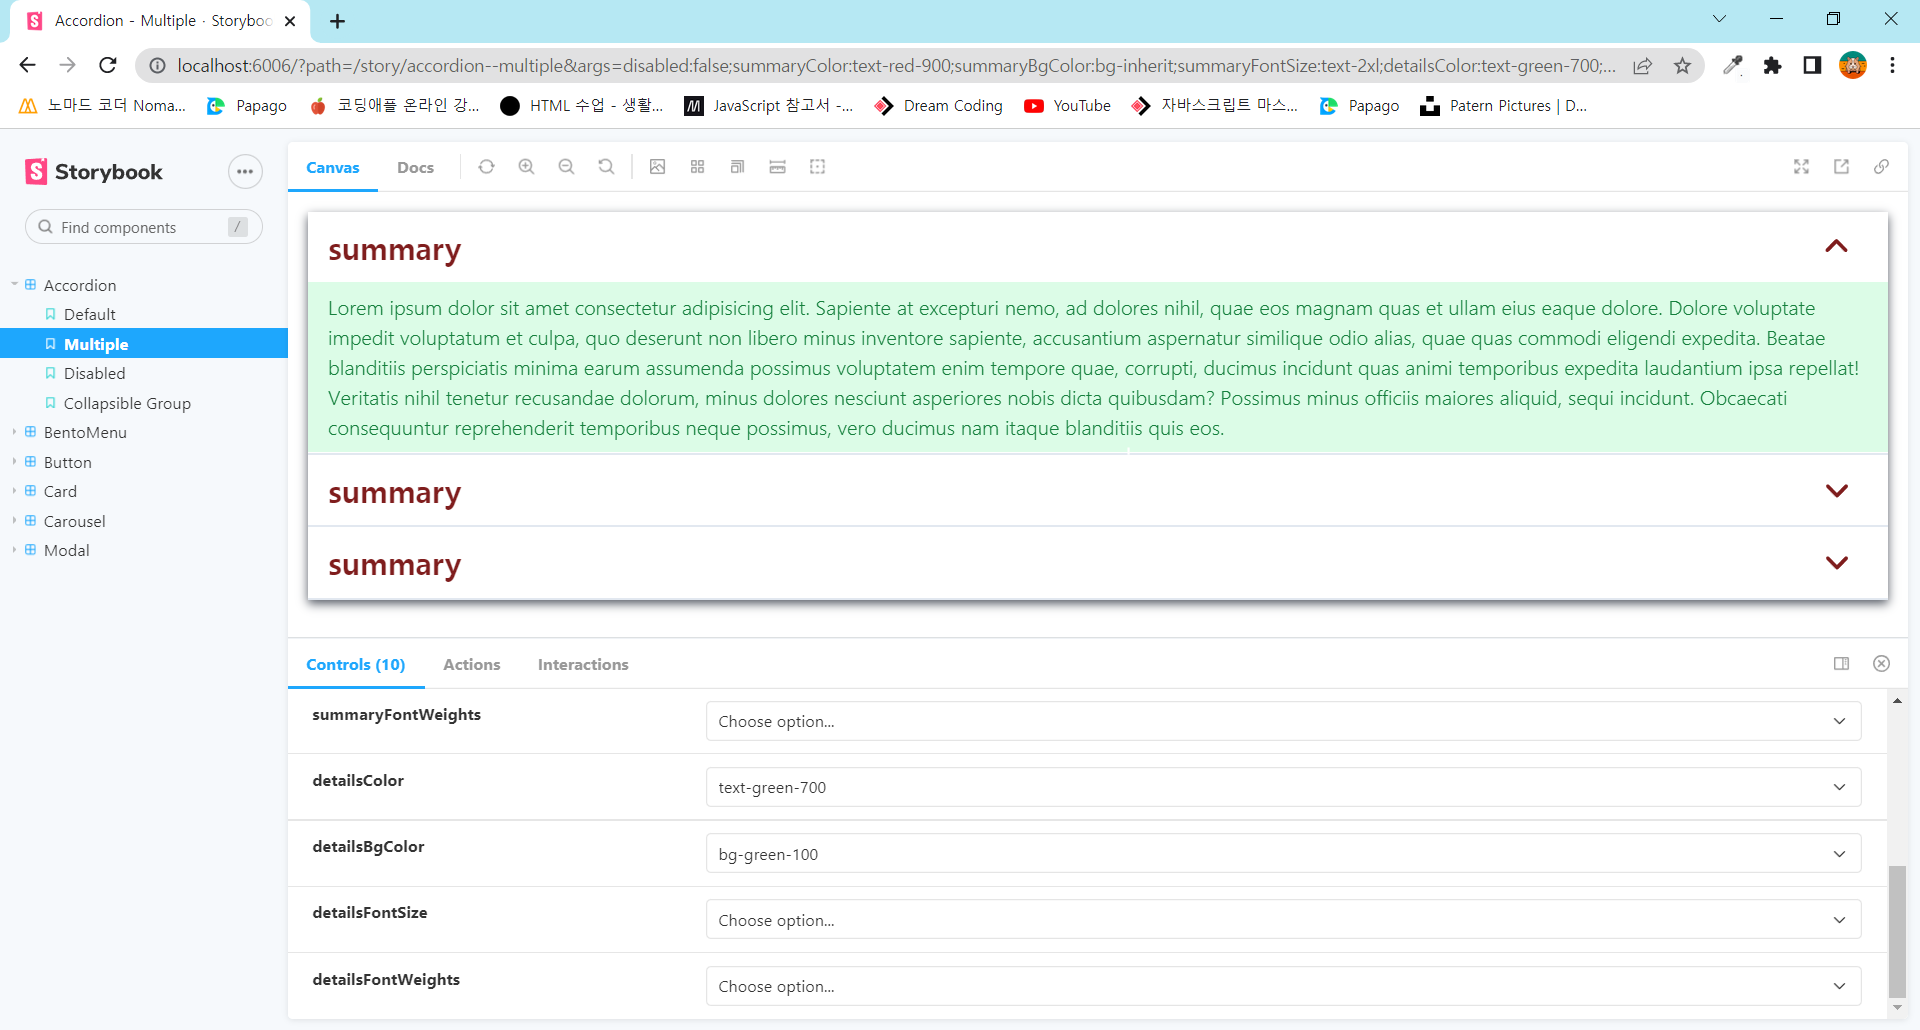 Accordion - Multiple · Storyboo
localhost:6006/?path=/story/accordion--multiple&args=disabled:false;summaryColor:text-red-900;summaryBgColor:bg-inherit;summaryFontSize:text-2xl;detailsColor:text-green-700;...
노마드 코더 Noma...
Papago
코딩애플 온라인 강...
HTML 수업 - 생활...
JavaScript 참고서 -...
Dream Coding
YouTube
자바스크립트 마스...
Papago
Patern Pictures | D...
Storybook
Find components
/
Accordion
Default
Multiple
Disabled
Collapsible Group
BentoMenu
Button
Card
Carousel
Modal
Canvas
Docs
summary
Lorem ipsum dolor sit amet consectetur adipisicing elit. Sapiente at excepturi nemo, ad dolores nihil, quae eos magnam quas et ullam eius eaque dolore. Dolore voluptate
impedit voluptatum et culpa, quo deserunt non libero minus inventore sapiente, accusantium aspernatur similique odio alias, quae quas commodi eligendi expedita. Beatae
blanditiis perspiciatis minima earum assumenda possimus voluptatem enim tempore quae, corrupti, ducimus incidunt quas animi temporibus expedita laudantium ipsa repellat!
Veritatis nihil tenetur recusandae dolorum, minus dolores nesciunt asperiores nobis dicta quibusdam? Possimus minus officiis maiores aliquid, sequi incidunt. Obcaecati
consequuntur reprehenderit temporibus neque possimus, vero ducimus nam itaque blanditiis quis eos.
summary
summary
Controls (10)
Actions
Interactions
summaryFontWeights
Choose option...
detailsColor
text-green-700
detailsBgColor
bg-green-100
detailsFontSize
Choose option...
detailsFontWeights
Choose option...